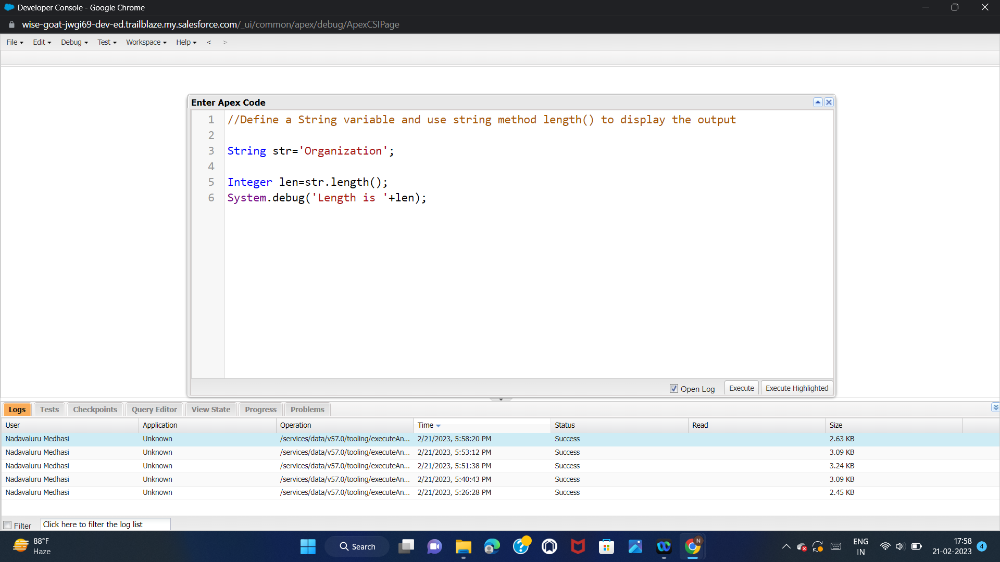 Developer Console - Google Chrome
wise-goat-jwgi69-dev-ed.trailblaze.my.salesforce.com/_ui/common/apex/debug/ApexCSIPage
File Edit Debug Test Workspace Help < >
Enter Apex Code
1 //Define a String variable and use string method length() to display the output
2
3 String str='Organization';
4
5 Integer len=str.length();
6 System.debug('Length is '+len);
Open Log Execute Execute Highlighted
Logs Tests Checkpoints Query Editor View State Progress Problems
User Application Operation Time Status Read Size
Nadavaluru Medhasi Unknown /services/data/v57.0/tooling/executeAn... 2/21/2023, 5:58:20 PM Success 2.63 KB
Nadavaluru Medhasi Unknown /services/data/v57.0/tooling/executeAn... 2/21/2023, 5:53:12 PM Success 3.09 KB
Nadavaluru Medhasi Unknown /services/data/v57.0/tooling/executeAn... 2/21/2023, 5:51:38 PM Success 3.24 KB
Nadavaluru Medhasi Unknown /services/data/v57.0/tooling/executeAn... 2/21/2023, 5:40:43 PM Success 3.09 KB
Nadavaluru Medhasi Unknown /services/data/v57.0/tooling/executeAn... 2/21/2023, 5:26:28 PM Success 2.45 KB
Filter Click here to filter the log list
88°F
Haze
Search
N
ENG
IN
17:58
21-02-2023
4